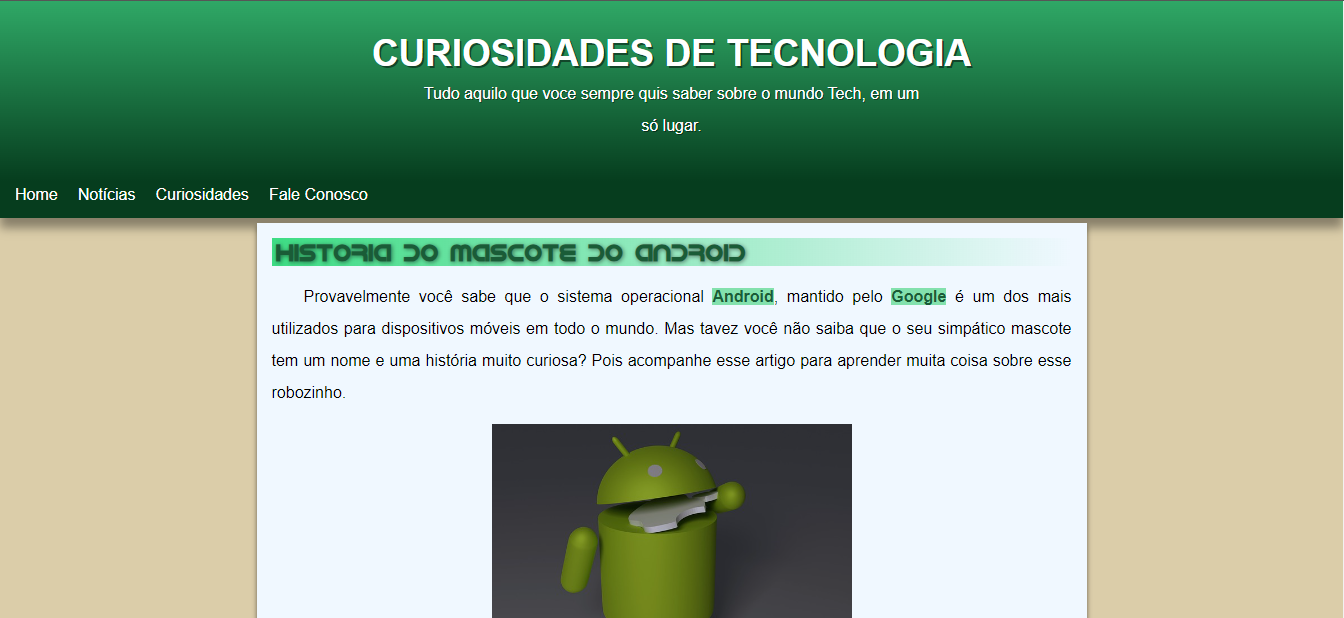 CURIOSIDADES DE TECNOLOGIA
Tudo aquilo que voce sempre quis saber sobre o mundo Tech, em um
só lugar.
Home Notícias Curiosidades Fale Conosco
HISTORIA DO MASCOTE DO ANDROID
Provavelmente você sabe que o sistema operacional Android, mantido pelo Google é um dos mais
utilizados para dispositivos móveis em todo o mundo. Mas tavez você não saiba que o seu simpático mascote
tem um nome e uma história muito curiosa? Pois acompanhe esse artigo para aprender muita coisa sobre esse
robozinho.